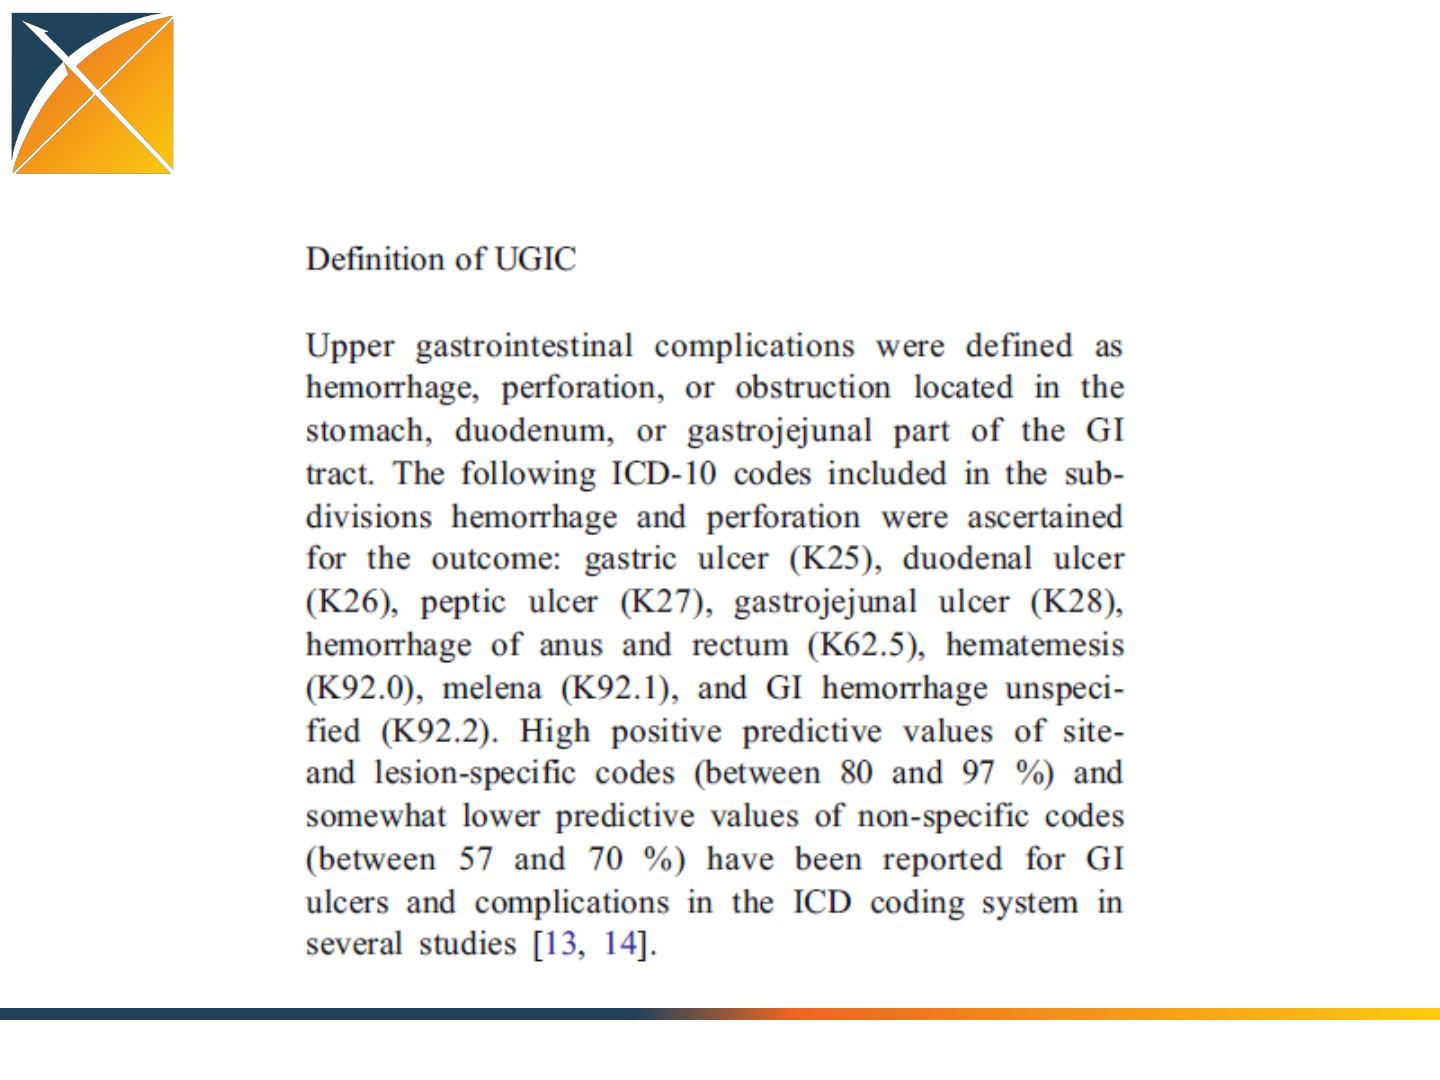 Definition of UGIC
Upper gastrointestinal complications were defined as
hemorrhage, perforation, or obstruction located in the
stomach, duodenum, or gastrojejunal part of the GI
tract. The following ICD-10 codes included in the sub-
divisions hemorrhage and perforation were ascertained
for the outcome: gastric ulcer (K25), duodenal ulcer
(K26), peptic ulcer (K27), gastrojejunal ulcer (K28),
hemorrhage of anus and rectum (K62.5), hematemesis
(K92.0), melena (K92.1), and GI hemorrhage unspeci-
fied (K92.2). High positive predictive values of site-
and lesion-specific codes (between 80 and 97 %) and
somewhat lower predictive values of non-specific codes
(between 57 and 70 %) have been reported for GI
ulcers and complications in the ICD coding system in
several studies [13, 14].